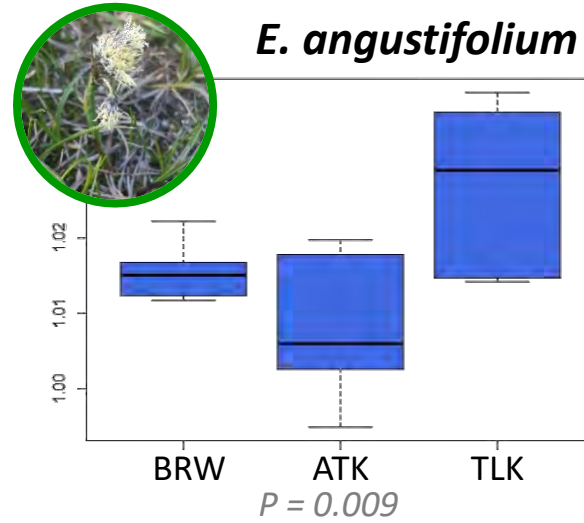 E. angustifolium
1.02
1.01
1.00
BRW ATK TLK
P = 0.009